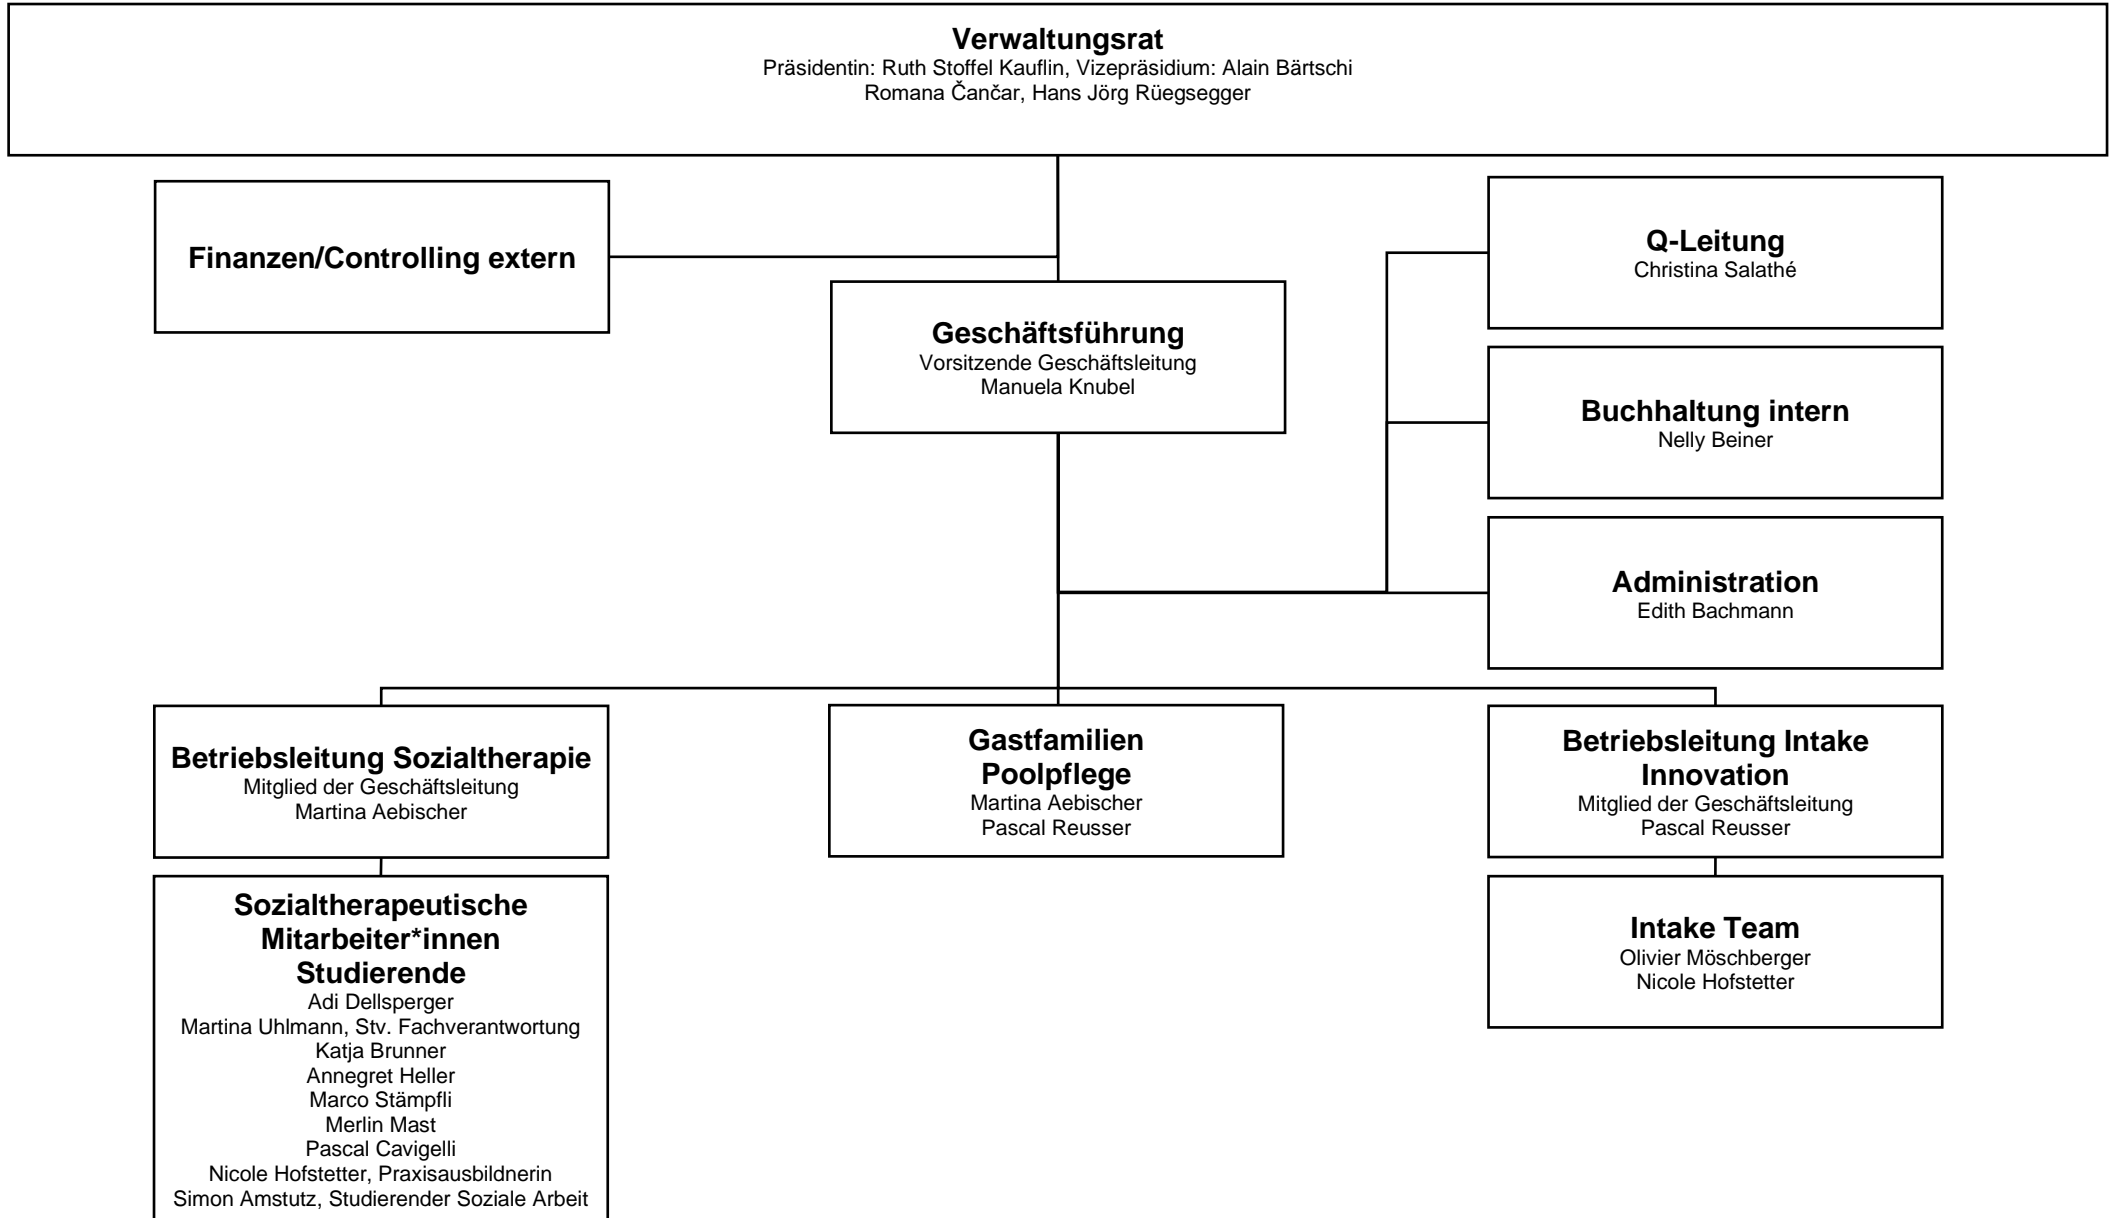 Verwaltungsrat
Präsidentin: Ruth Stoffel Kauflin, Vizepräsidium: Alain Bärtschi
Romana Čančar, Hans Jörg Rüegsegger
Finanzen/Controlling extern
Q-Leitung
Christina Salathé
Geschäftsführung
Vorsitzende Geschäftsleitung
Manuela Knubel
Buchhaltung intern
Nelly Beiner
Administration
Edith Bachmann
Betriebsleitung Sozialtherapie
Mitglied der Geschäftsleitung
Martina Aebischer
Gastfamilien
Poolpflege
Martina Aebischer
Pascal Reusser
Betriebsleitung Intake
Innovation
Mitglied der Geschäftsleitung
Pascal Reusser
Sozialtherapeutische
Mitarbeiter*innen
Studierende
Adi Dellsperger
Martina Uhlmann, Stv. Fachverantwortung
Katja Brunner
Annegret Heller
Marco Stämpfli
Merlin Mast
Pascal Cavigelli
Nicole Hofstetter, Praxisausbildnerin
Simon Amstutz, Studierender Soziale Arbeit
Intake Team
Olivier Möschberger
Nicole Hofstetter